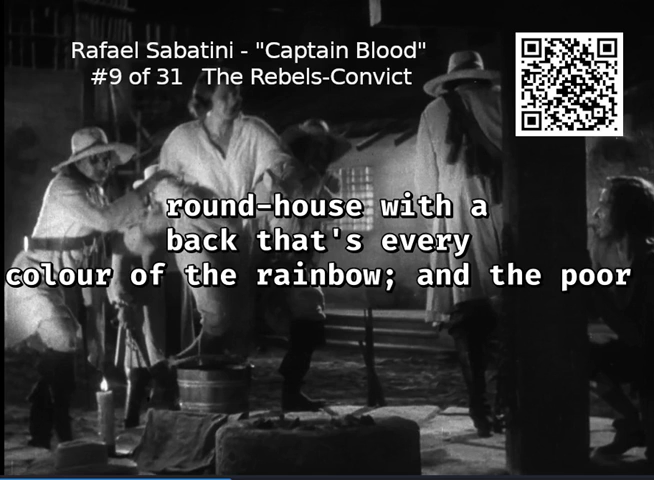 Rafael Sabatini - "Captain Blood"
#9 of 31 The Rebels-Convict
round-house with a
back that's every
colour of the rainbow; and the poor